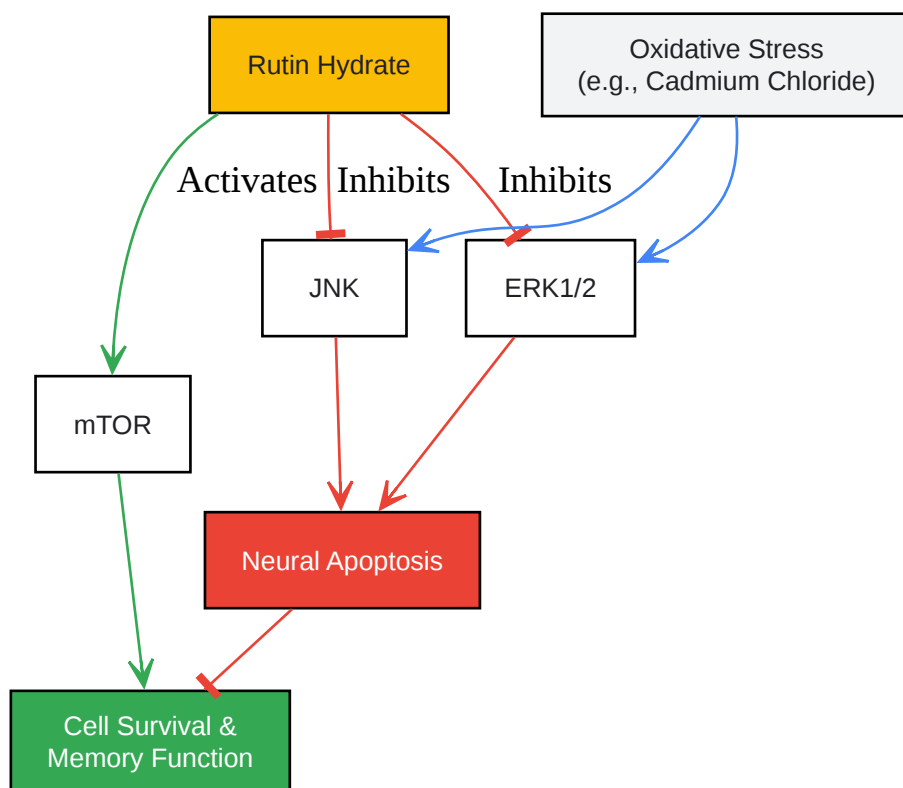 Rutin Hydrate
Oxidative Stress
(e.g., Cadmium Chloride)
Activates
Inhibits
Inhibits
JNK
ERK1/2
mTOR
Neural Apoptosis
Cell Survival &
Memory Function